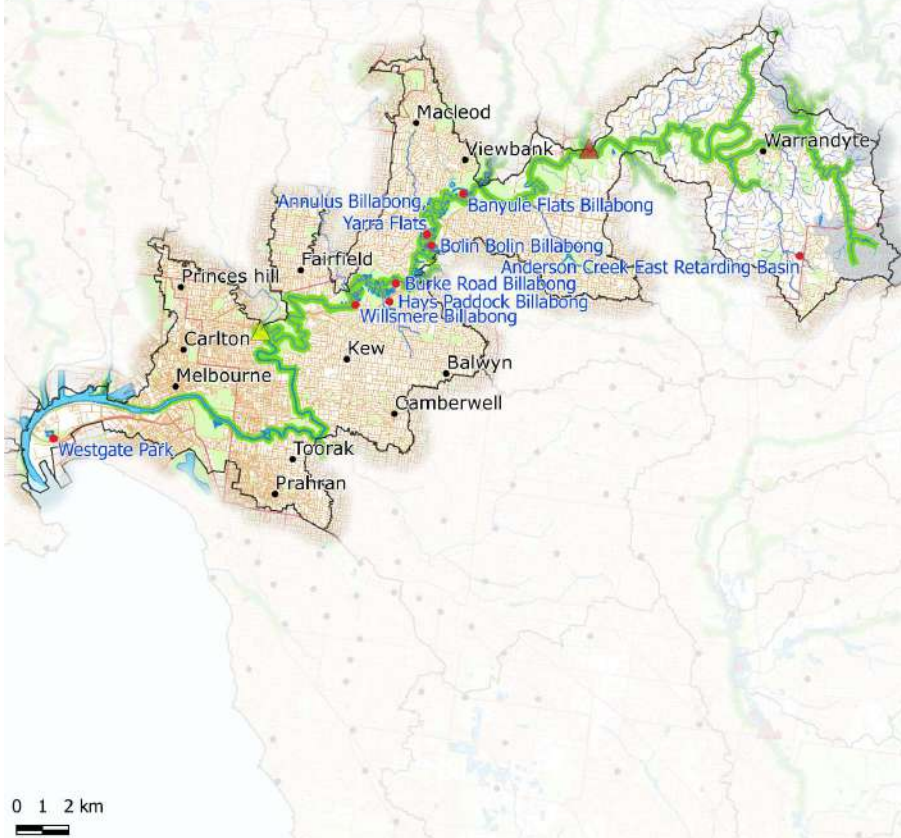 Macleod
Viewbank
Warrandyte
Annulus Billabong,
Yarra Flats
Banyule Flats Billabong
Bolin Bolin Billabong
Anderson Creek East Retarding Basin
Fairfield
Princes hill
Burke Road Billabong
Hays Paddock Billabong
Willsmere Billabong
Carlton
Kew
Balwyn
Melbourne
Camberwell
Westgate Park
Toorak
Prahran
0 1 2 km